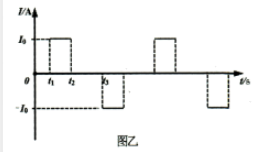 I/A
I₀
0 t₁ t₂ t₃ t/s
-I₀
图乙